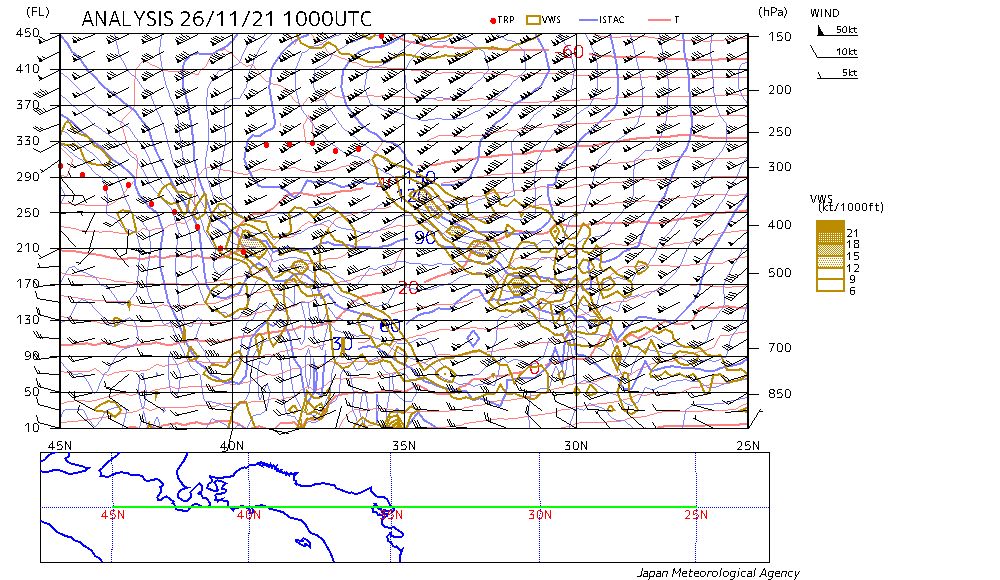 (FL) ANALYSIS 26/11/21 1000UTC TRP VWS ISTAC T (hPa) WIND
450 150 50kt
410 -60 10kt
370 200 5kt
330 250
290 300
150
120
250 400 VWS
(kt/1000ft)
210 90 21
18
170 500 15
-20 12
130 60 9
90 30 700 6
50 0 850
10
45N 40N 35N 30N 25N
45N 40N 35N 30N 25N
Japan Meteorological Agency